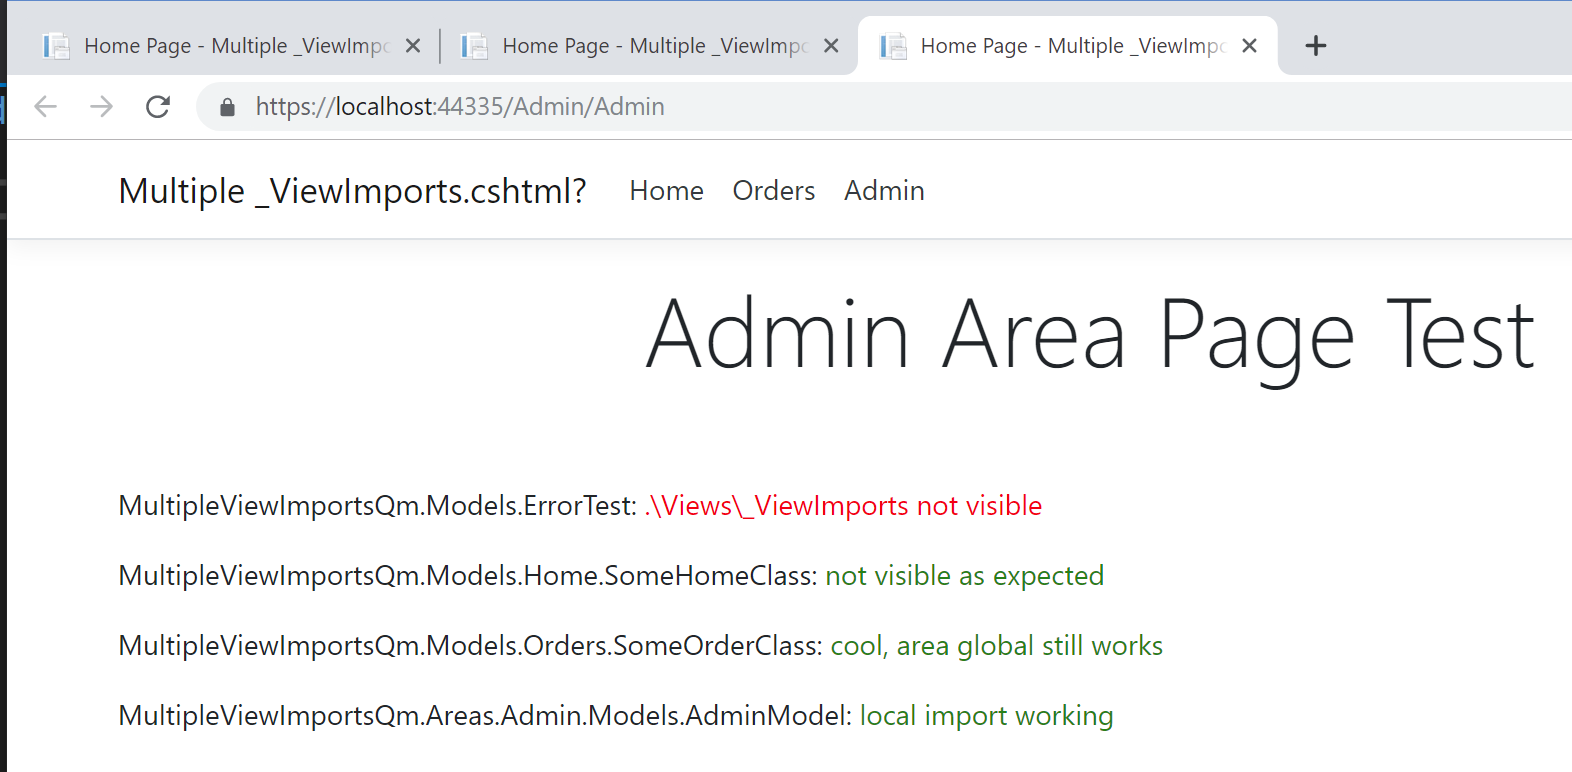 Home Page - Multiple _ViewImpo
Home Page - Multiple _ViewImpo
Home Page - Multiple _ViewImpo
https://localhost:44335/Admin/Admin
Multiple _ViewImports.cshtml? Home Orders Admin
Admin Area Page Test
MultipleViewImportsQm.Models.ErrorTest: .\Views\_ViewImports not visible
MultipleViewImportsQm.Models.Home.SomeHomeClass: not visible as expected
MultipleViewImportsQm.Models.Orders.SomeOrderClass: cool, area global still works
MultipleViewImportsQm.Areas.Admin.Models.AdminModel: local import working